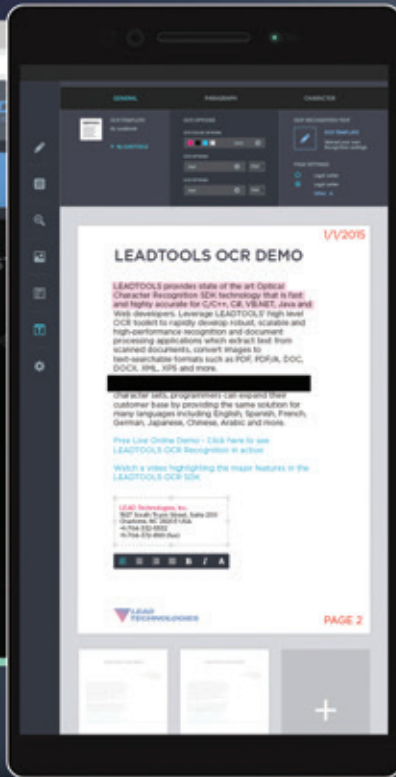 GENERAL
PARAGRAPH
CHARACTER
OCR TEMPLATE
OCR OPTIONS
1/1/2015
LEADTOOLS OCR DEMO
LEADTOOLS provides state of the art Optical
Character Recognition SDK technology that is fast
and highly accurate for C/C++, C#, VB.NET, Java and
Web developers. Leverage LEADTOOLS' high level
OCR toolkit to rapidly develop robust, scalable and
high-performance recognition and document
processing applications which extract text from
scanned documents, convert images to
text-searchable formats such as PDF, PDF/A, DOC,
DOCX, XML, XPS and more.
character sets, programmers can expand their
customer base by providing the same solution for
many languages including English, Spanish, French,
German, Japanese, Chinese, Arabic and more.
Free Live Online Demo - Click here to see
LEADTOOLS OCR Recognition in action
Watch a video highlighting the major features in the
LEADTOOLS OCR SDK
LEAD Technologies, Inc.
Charlotte, NC
B I A
LEAD
TECHNOLOGIES
PAGE 2